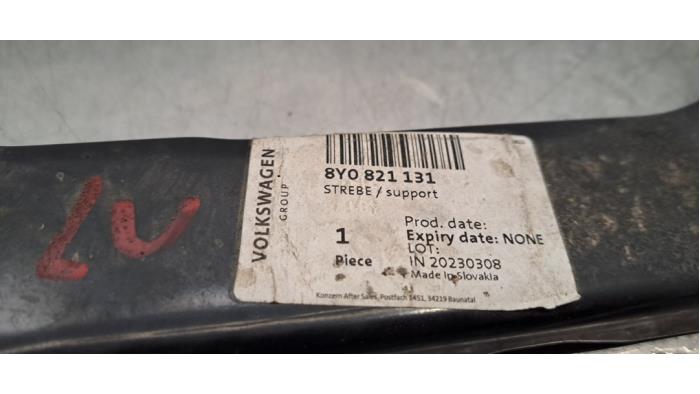 VOLKSWAGEN
GROUP
8Y0 821 131
STREBE / support
1
Piece
Prod. date:
Expiry date: NONE
LOT:
IN 20230308
Made in Slovakia
Konzern After Sales, Postfach 1451, 34219 Baunatal